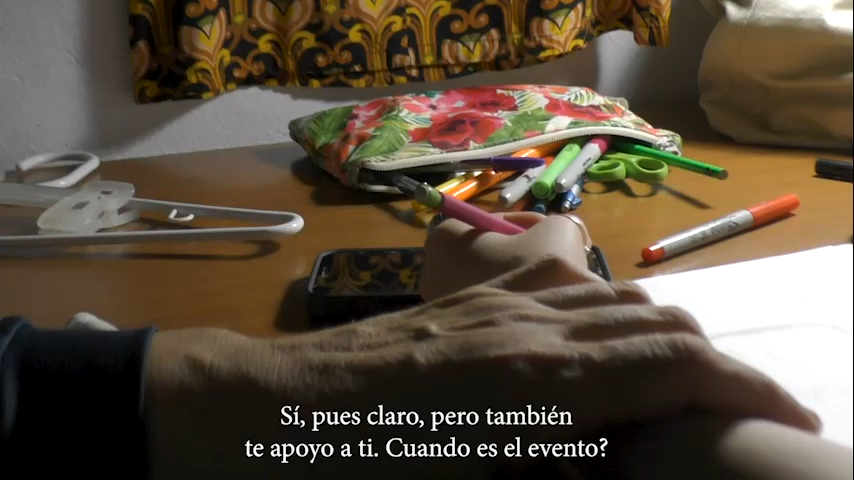 Sí, pues claro, pero también
te apoyo a ti. Cuando es el evento?